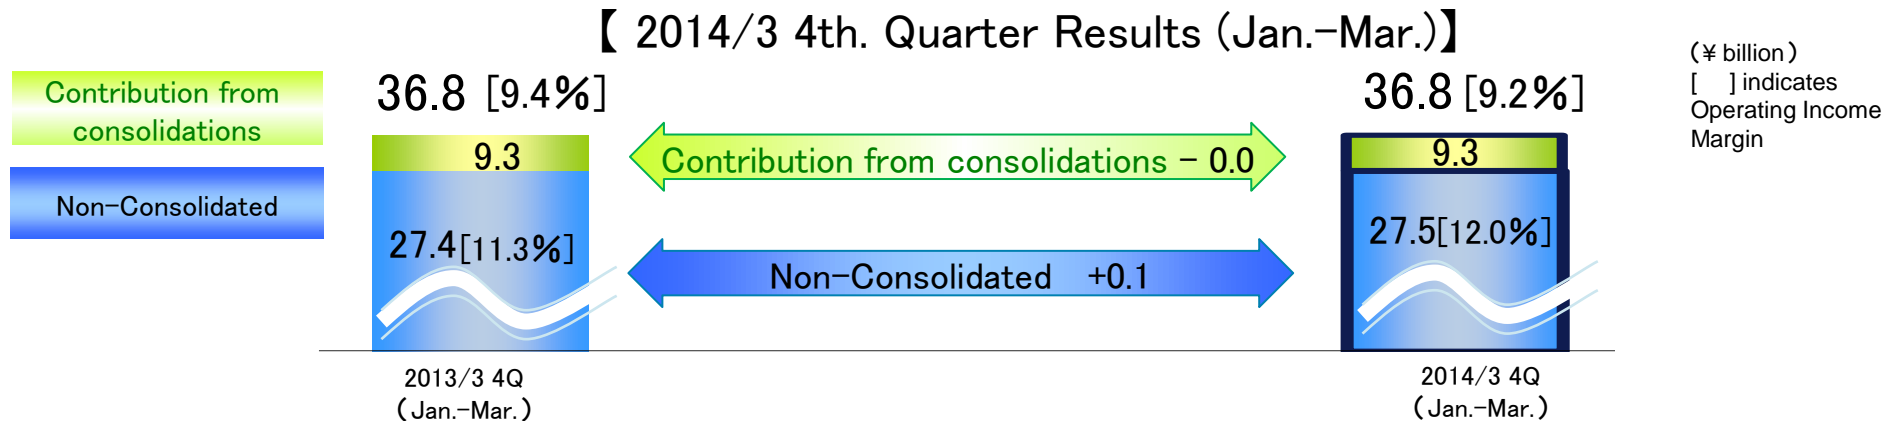 【 2014/3 4th. Quarter Results (Jan.-Mar.)】
(¥ billion)
[ ] indicates
Operating Income
Margin
Contribution from
consolidations
Non-Consolidated
36.8 [9.4%]
9.3
27.4[11.3%]
Contribution from consolidations - 0.0
Non-Consolidated +0.1
36.8 [9.2%]
9.3
27.5[12.0%]
2013/3 4Q
(Jan.-Mar.)
2014/3 4Q
(Jan.-Mar.)